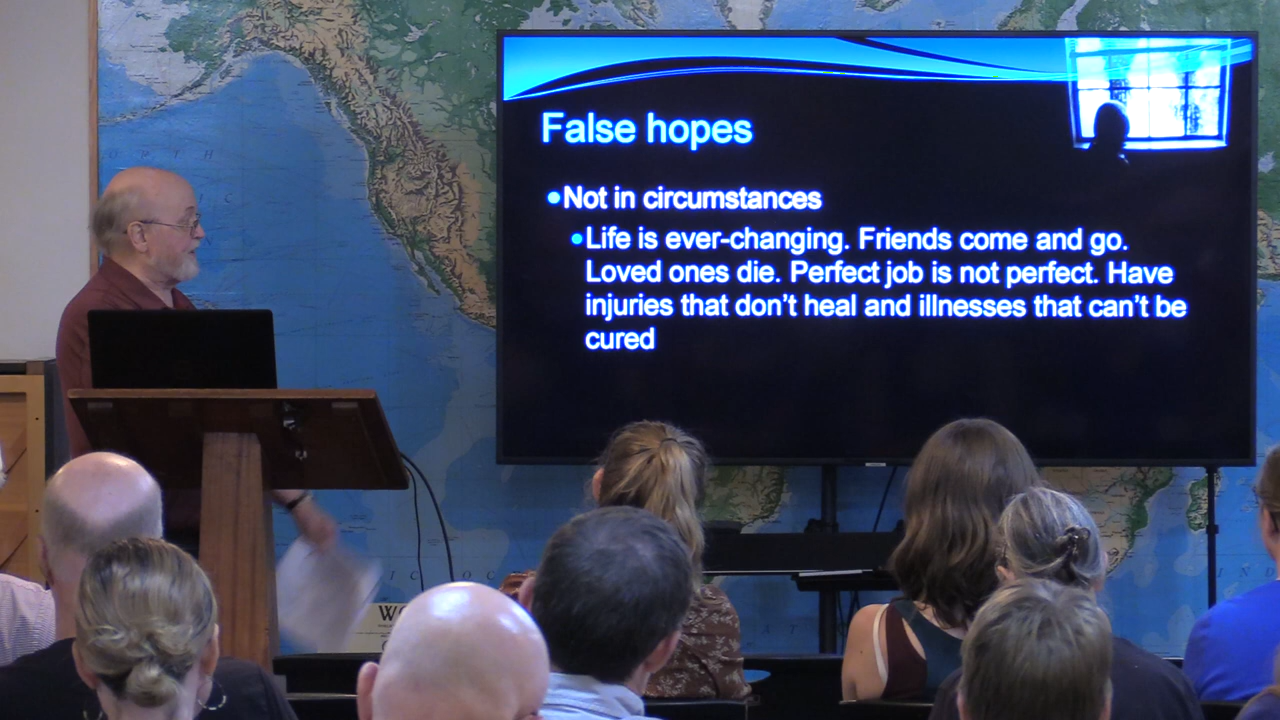 False hopes
•Not in circumstances
•Life is ever-changing. Friends come and go.
Loved ones die. Perfect job is not perfect. Have
injuries that don't heal and illnesses that can't be
cured